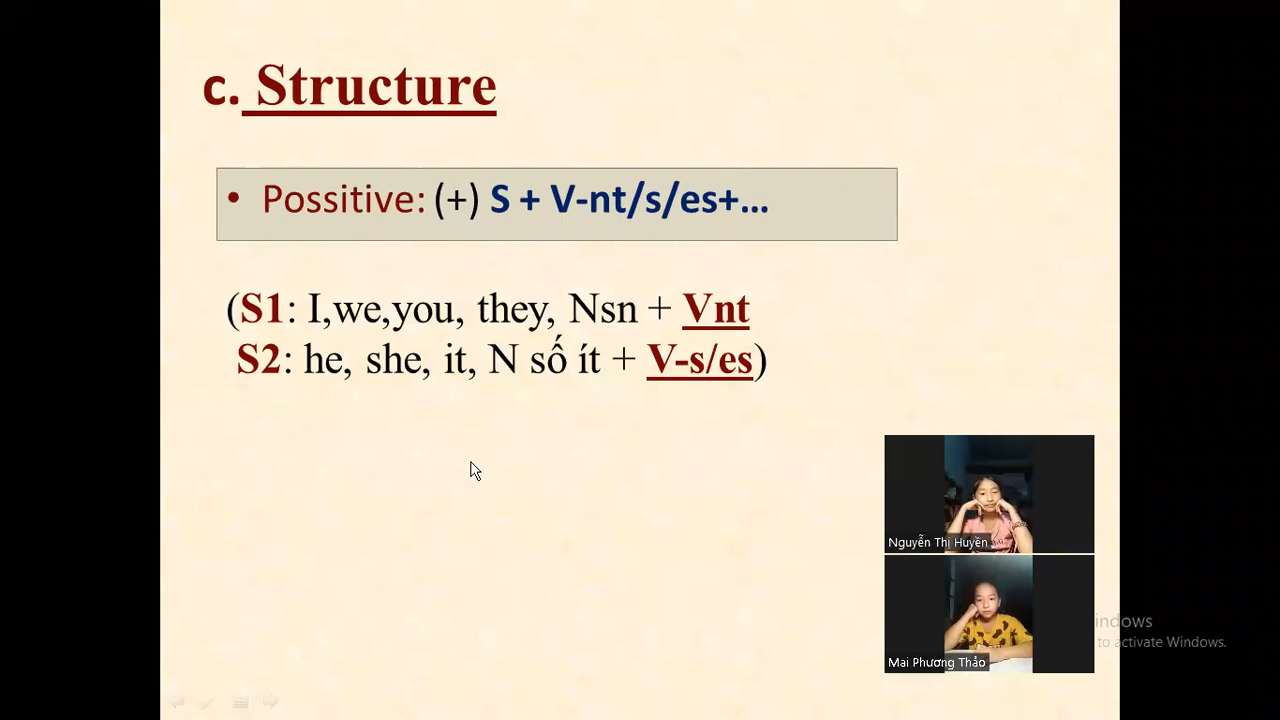 c. Structure
• Possitive: (+) S + V-nt/s/es+...
(S1: I,we,you, they, Nsn + Vnt
S2: he, she, it, N số ít + V-s/es)
Nguyễn Thị Huyền
Mai Phương Thảo
indows
to activate Windows.